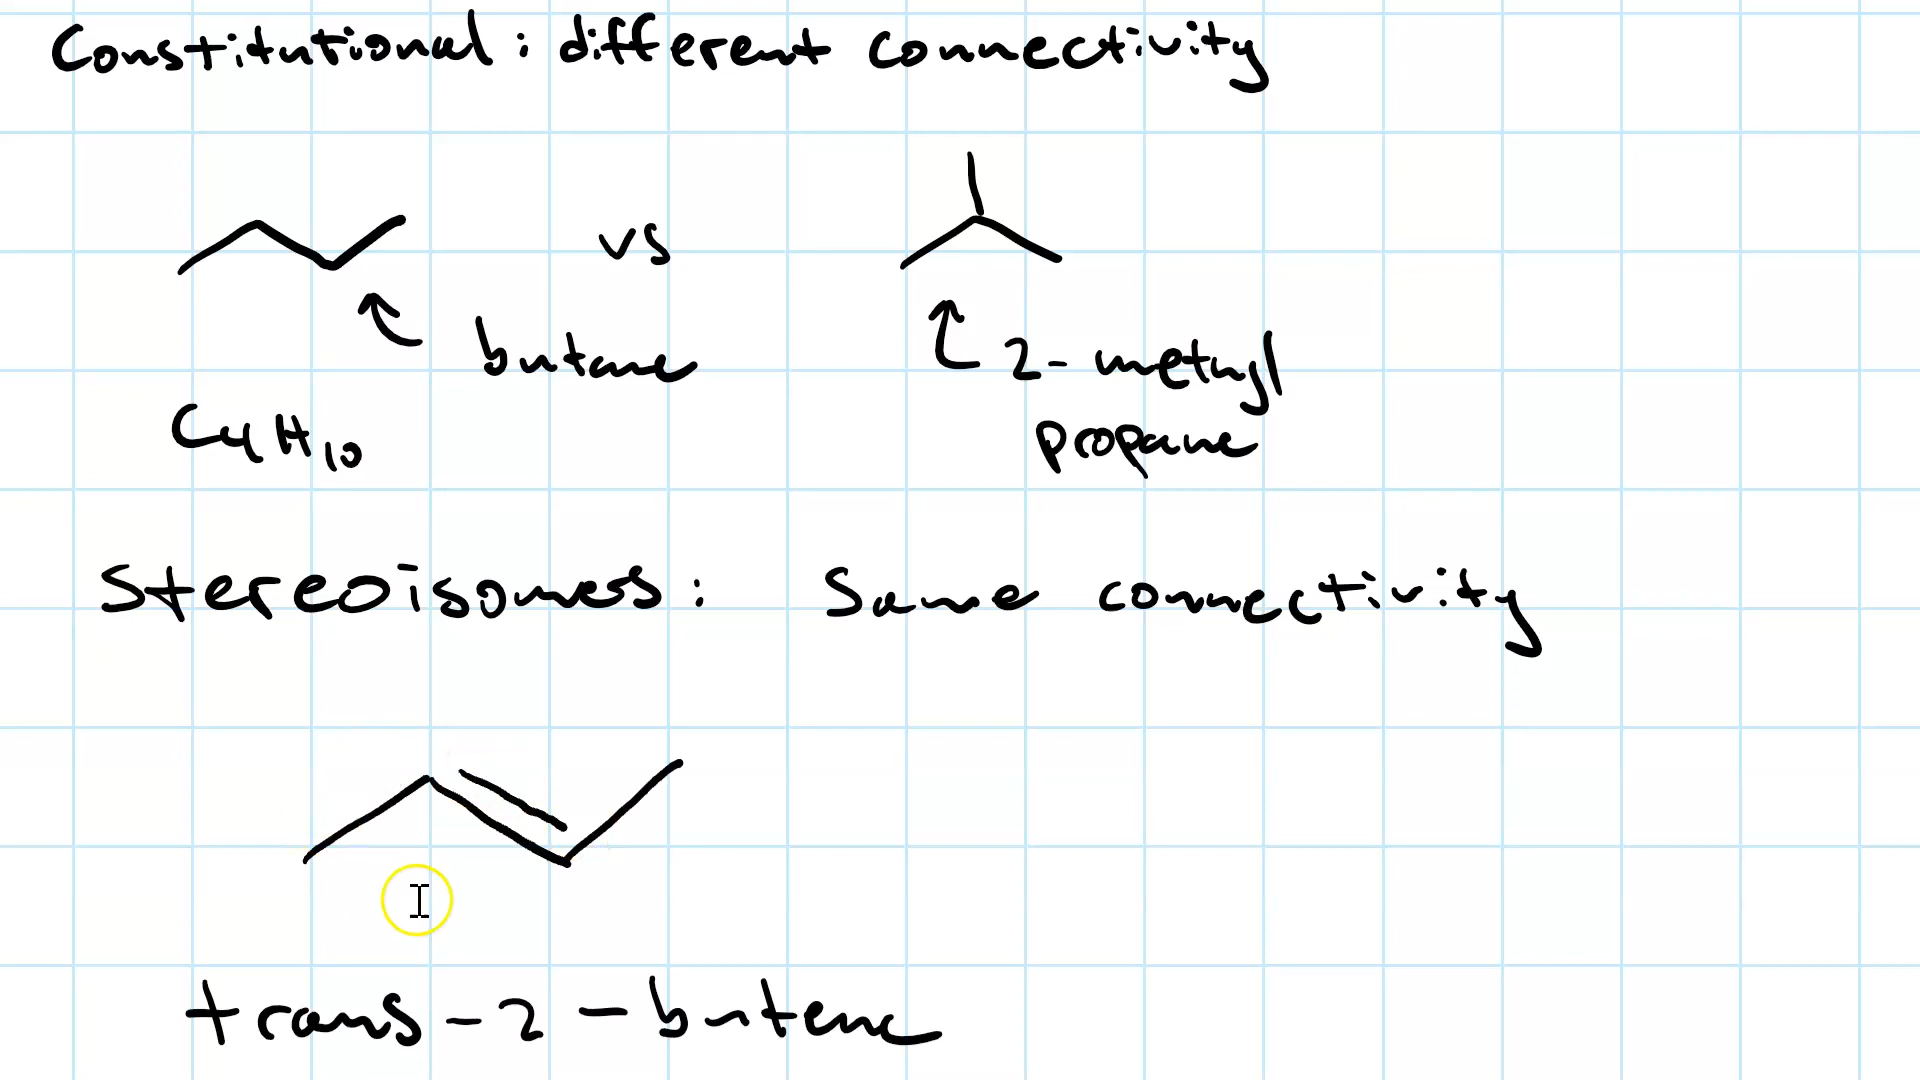 Constitutional: different connectivity
vs
butane
2-methyl
propane
C4H10
Stereoisomers: Same connectivity
trans-2-butene